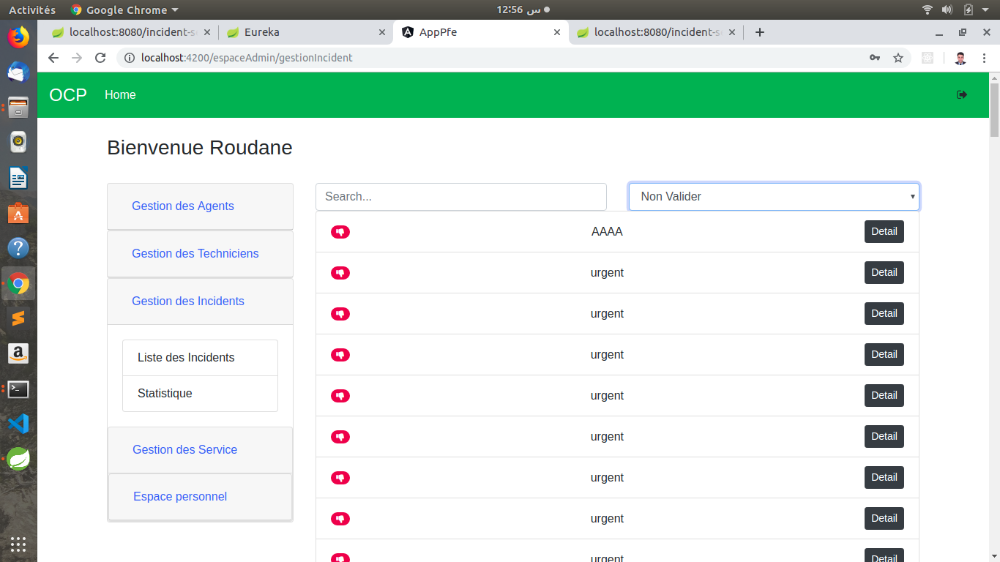 Activités
Google Chrome
12:56 س
localhost:8080/incident-s
Eureka
AppPfe
localhost:8080/incident-s
localhost:4200/espaceAdmin/gestionIncident
OCP
Home
Bienvenue Roudane
Gestion des Agents
Gestion des Techniciens
Gestion des Incidents
Liste des Incidents
Statistique
Gestion des Service
Espace personnel
Search...
Non Valider
AAAA Detail
urgent Detail
urgent Detail
urgent Detail
urgent Detail
urgent Detail
urgent Detail
urgent Detail
urgent Detail